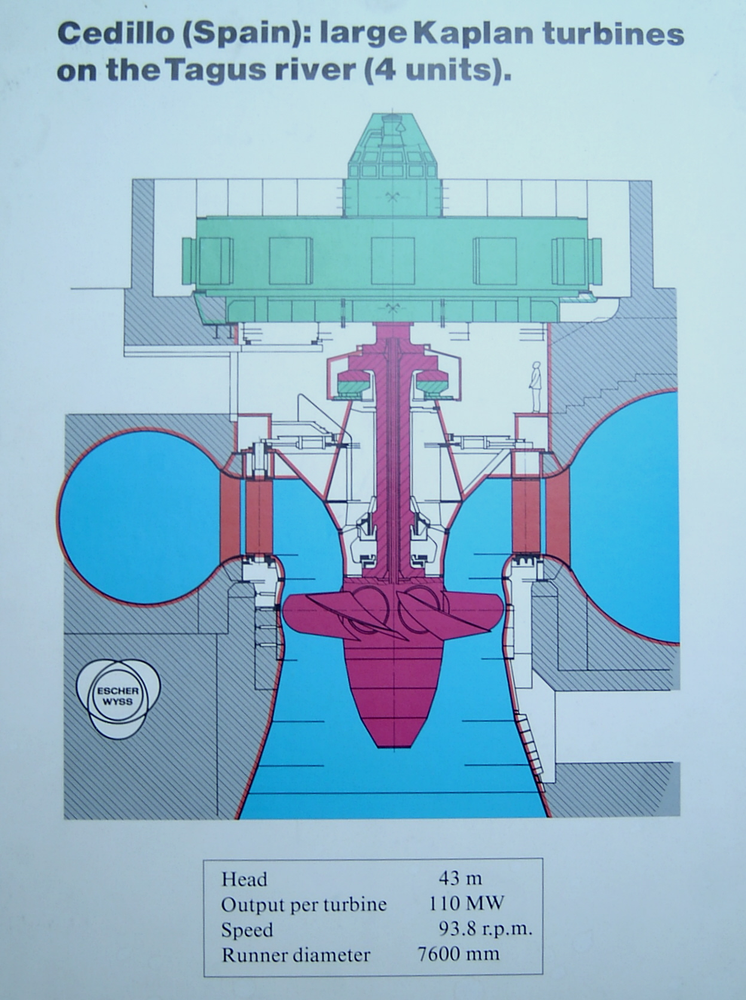 Cedillo (Spain): large Kaplan turbines
on the Tagus river (4 units).
ESCHER
WYSS
Head 43 m
Output per turbine 110 MW
Speed 93.8 r.p.m.
Runner diameter 7600 mm